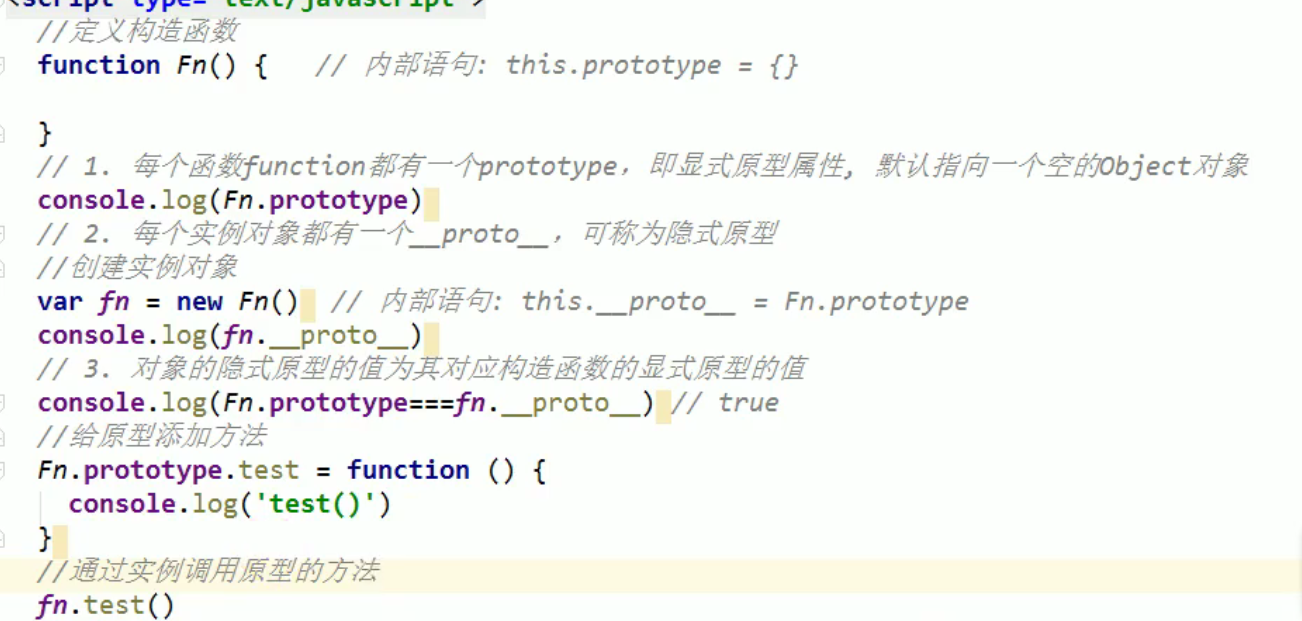 <script type="text/javascript">
//定义构造函数
function Fn() {   // 内部语句: this.prototype = {}
}
// 1. 每个函数function都有一个prototype，即显式原型属性, 默认指向一个空的Object对象
console.log(Fn.prototype)
// 2. 每个实例对象都有一个__proto__，可称为隐式原型
//创建实例对象
var fn = new Fn()  // 内部语句: this.__proto__ = Fn.prototype
console.log(fn.__proto__)
// 3. 对象的隐式原型的值为其对应构造函数的显式原型的值
console.log(Fn.prototype===fn.__proto__) // true
//给原型添加方法
Fn.prototype.test = function () {
  console.log('test()')
}
//通过实例调用原型的方法
fn.test()